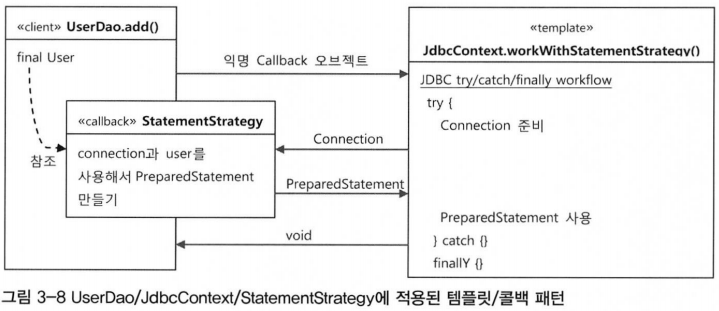 «client» UserDao.add()
final User
참조
«callback» StatementStrategy
connection과 user를
사용해서 PreparedStatement
만들기
익명 Callback 오브젝트
Connection
PreparedStatement
void
«template»
JdbcContext.workWithStatementStrategy()
JDBC try/catch/finally workflow
try {
Connection 준비
PreparedStatement 사용
} catch {}
finallY {}
그림 3-8 UserDao/JdbcContext/StatementStrategy에 적용된 템플릿/콜백 패턴